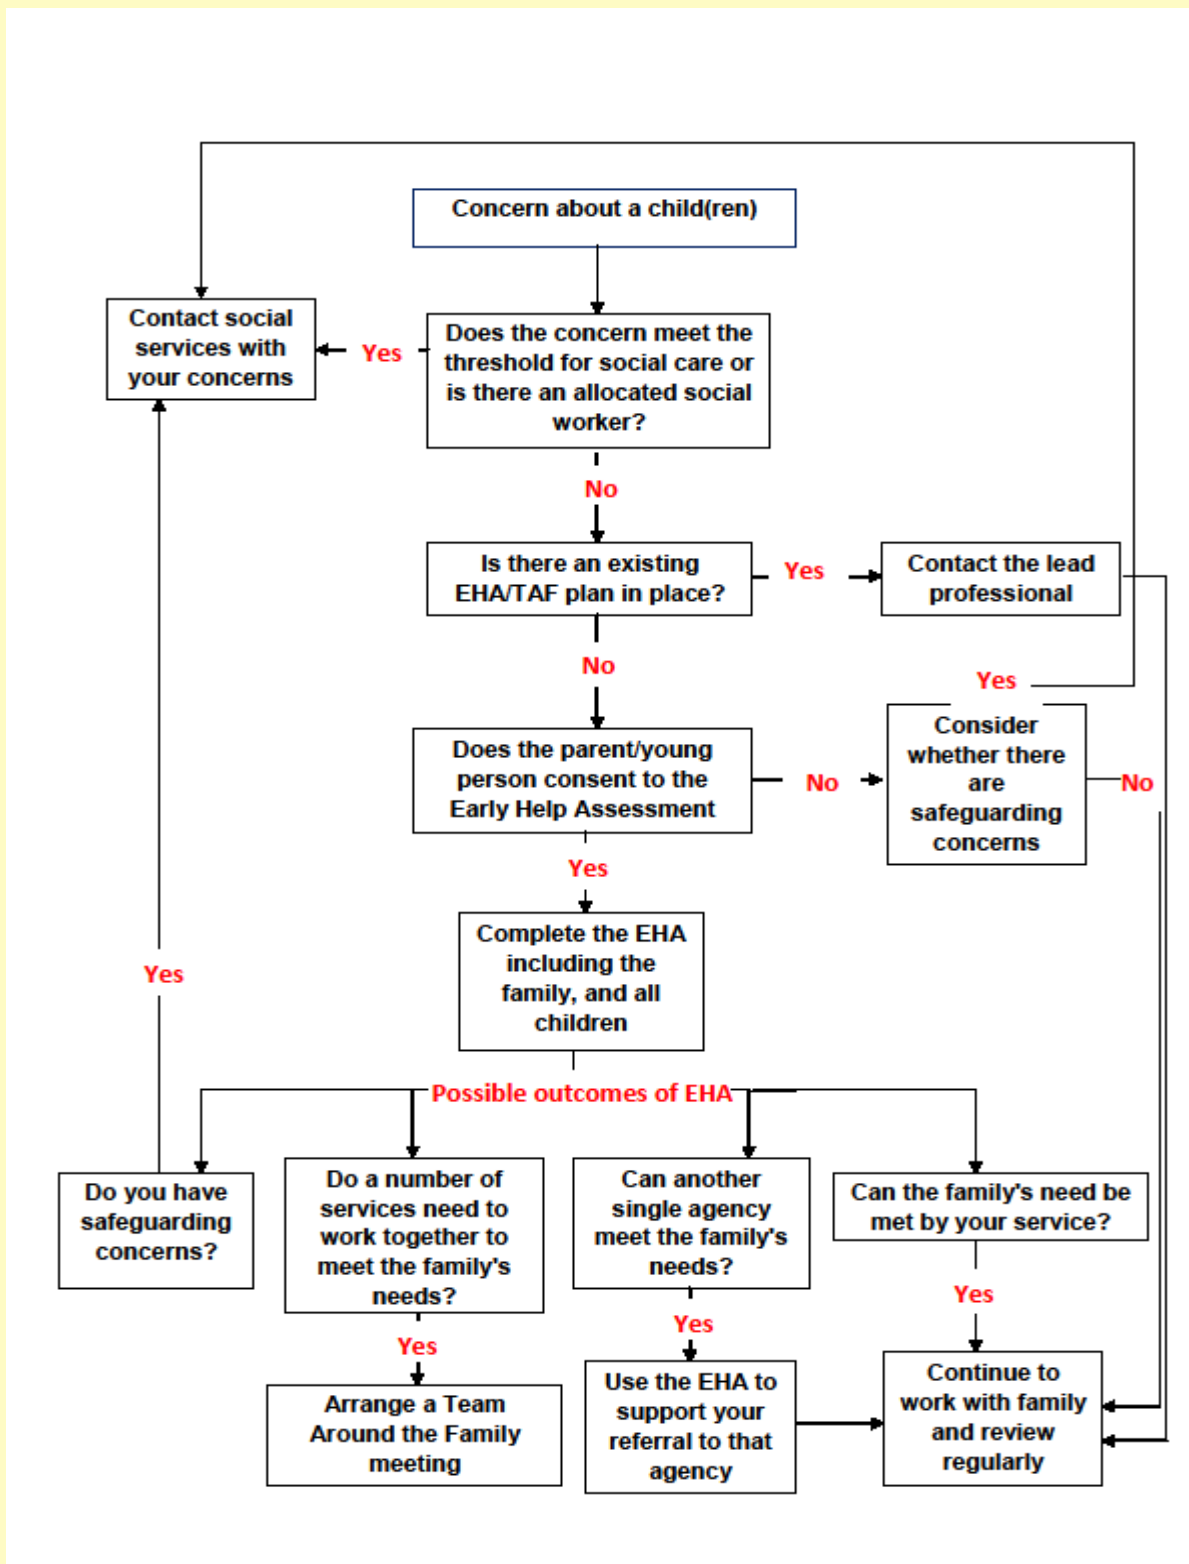 Concern about a child(ren)
Contact social
services with
your concerns
Yes
Does the concern meet the
threshold for social care or
is there an allocated social
worker?
No
Is there an existing
EHA/TAF plan in place?
Yes
Contact the lead
professional
No
Yes
Does the parent/young
person consent to the
Early Help Assessment
No
Consider
whether there
are
safeguarding
concerns
No
Yes
Complete the EHA
including the
family, and all
children
Yes
Possible outcomes of EHA
Do you have
safeguarding
concerns?
Do a number of
services need to
work together to
meet the family's
needs?
Can another
single agency
meet the family's
needs?
Can the family's need be
met by your service?
Yes
Yes
Yes
Arrange a Team
Around the Family
meeting
Use the EHA to
support your
referral to that
agency
Continue to
work with family
and review
regularly